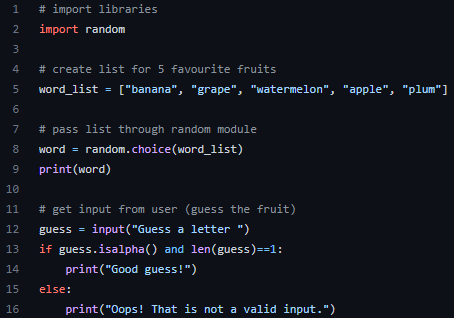 1 # import libraries
2 import random
3
4 # create list for 5 favourite fruits
5 word_list = ["banana", "grape", "watermelon", "apple", "plum"]
6
7 # pass list through random module
8 word = random.choice(word_list)
9 print(word)
10
11 # get input from user (guess the fruit)
12 guess = input("Guess a letter ")
13 if guess.isalpha() and len(guess)==1:
14     print("Good guess!")
15 else:
16     print("Oops! That is not a valid input.")